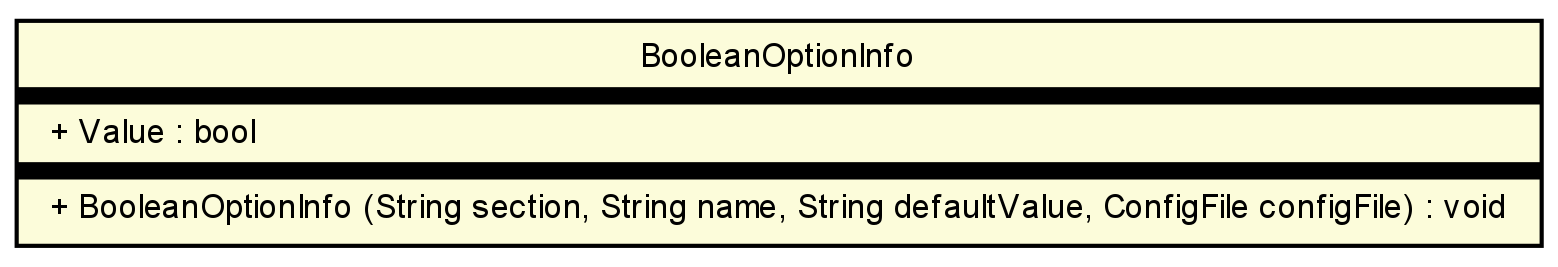 BooleanOptionInfo
+ Value : bool
+ BooleanOptionInfo (String section, String name, String defaultValue, ConfigFile configFile) : void